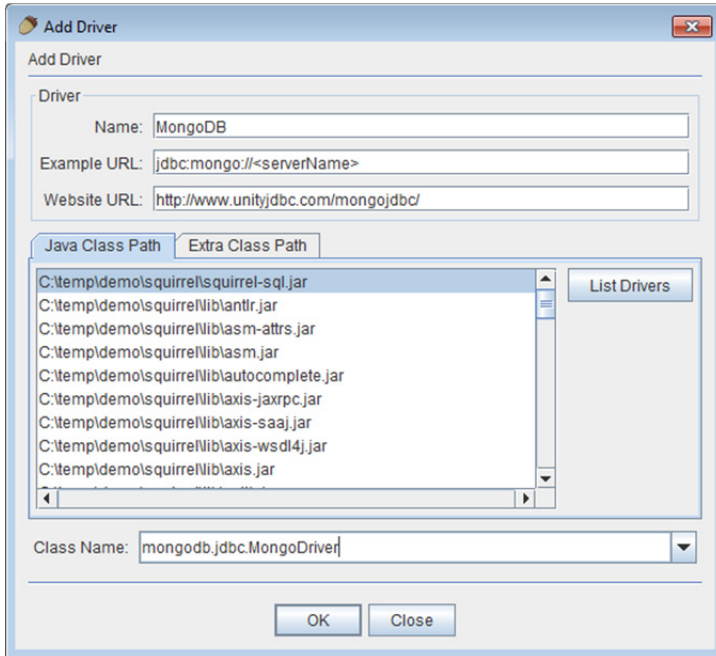 Add Driver
Add Driver
Driver
Name: MongoDB
Example URL: jdbc:mongo://<serverName>
Website URL: http://www.unityjdbc.com/mongojdbc/
Java Class Path Extra Class Path
C:\temp\demo\squirrel\squirrel-sql.jar List Drivers
C:\temp\demo\squirrel\lib\antlr.jar
C:\temp\demo\squirrel\lib\asm-attrs.jar
C:\temp\demo\squirrel\lib\asm.jar
C:\temp\demo\squirrel\lib\autocomplete.jar
C:\temp\demo\squirrel\lib\axis-jaxrpc.jar
C:\temp\demo\squirrel\lib\axis-saaj.jar
C:\temp\demo\squirrel\lib\axis-wsdl4j.jar
C:\temp\demo\squirrel\lib\axis.jar
Class Name: mongodb.jdbc.MongoDriver
OK Close